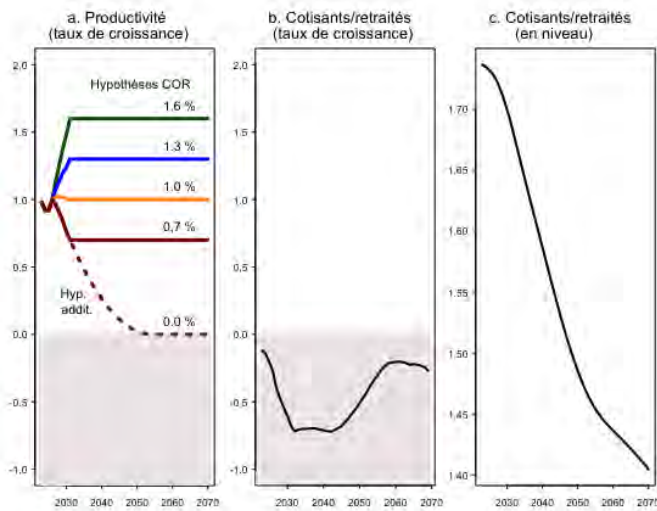 a. Productivité
(taux de croissance)
b. Cotisants/retraités
(taux de croissance)
c. Cotisants/retraités
(en niveau)
2.0
1.5
1.0
0.5
0.0
-0.5
-1.0
Hypothèses COR
1.6 %
1.3 %
1.0 %
0,7 %
Hyp.
addit.
0.0 %
2030 2040 2050 2060 2070
2.0
1.5
1.0
0.5
0.0
-0.5
-1.0
2030 2040 2050 2060 2070
1.70
1.65
1.60
1.55
1.50
1.45
1.40
2030 2040 2050 2060 2070